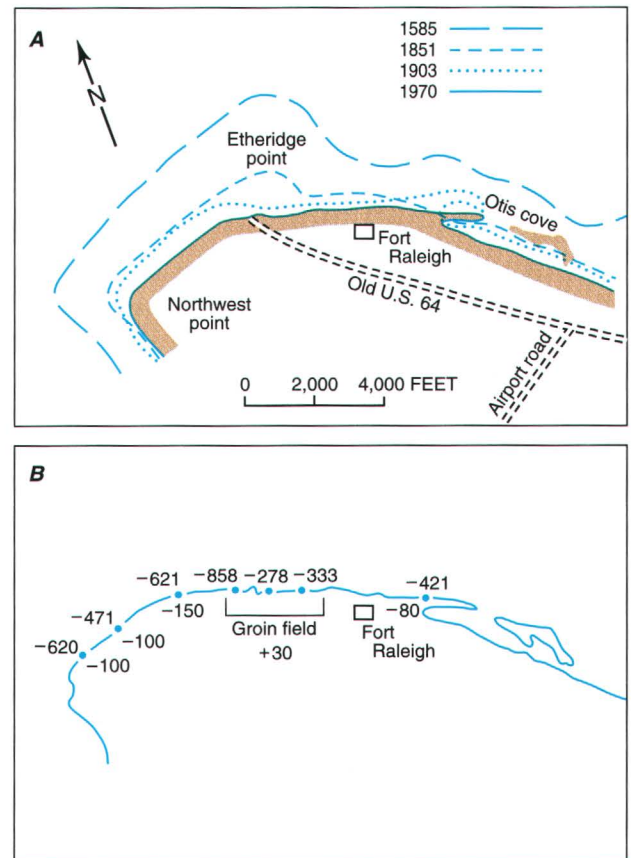 A
1585
1851
1903
1970
N
Etheridge
point
Otis cove
Fort
Raleigh
Old U.S. 64
Northwest
point
Airport road
0 2,000 4,000 FEET
B
−621 −858 −278 −333 −421
−150 −80
−471
−100
Groin field
+30
Fort
Raleigh
−620
−100